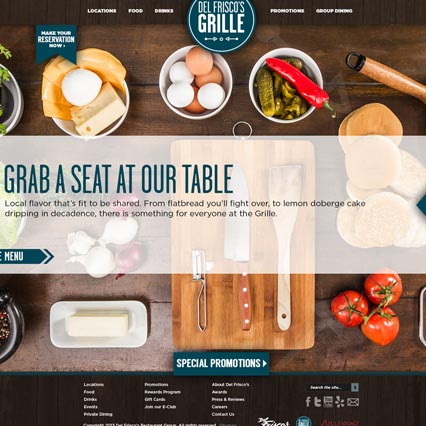 LOCATIONS FOOD DRINKS
DEL FRISCO'S
GRILLE
PROMOTIONS GROUP DINING
MAKE YOUR
RESERVATION
NOW
GRAB A SEAT AT OUR TABLE
Local flavor that's fit to be shared. From flatbread you'll fight over, to lemon doberge cake
dripping in decadence, there is something for everyone at the Grille.
E MENU
SPECIAL PROMOTIONS
Locations
Food
Drinks
Events
Private Dining
Promotions
Rewards Program
Gift Cards
Join our E-Club
About Del Frisco's
Awards
Press & Reviews
Careers
Contact Us
Search the site...
Copyright 2013 Del Frisco's Restaurant Group. All rights reserved.